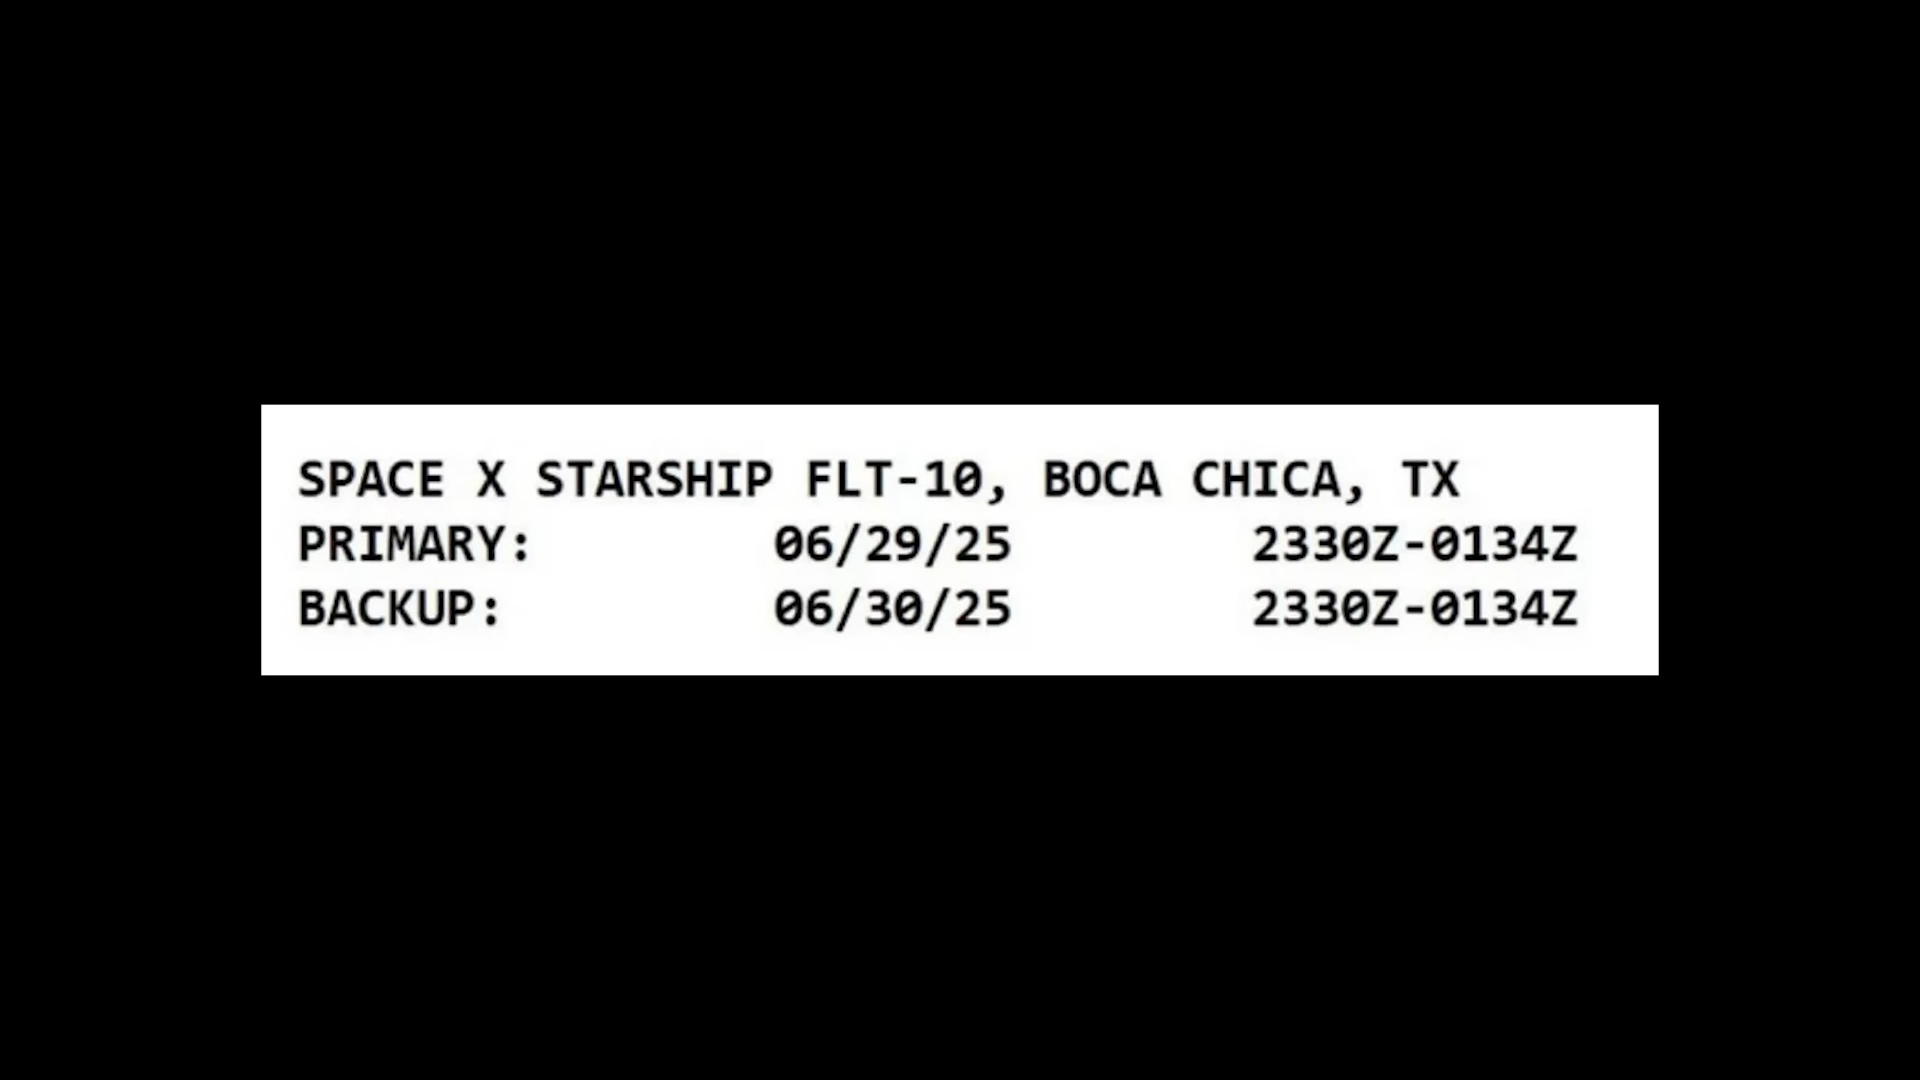 SPACE X STARSHIP FLT-10, BOCA CHICA, TX
PRIMARY: 06/29/25 2330Z-0134Z
BACKUP: 06/30/25 2330Z-0134Z